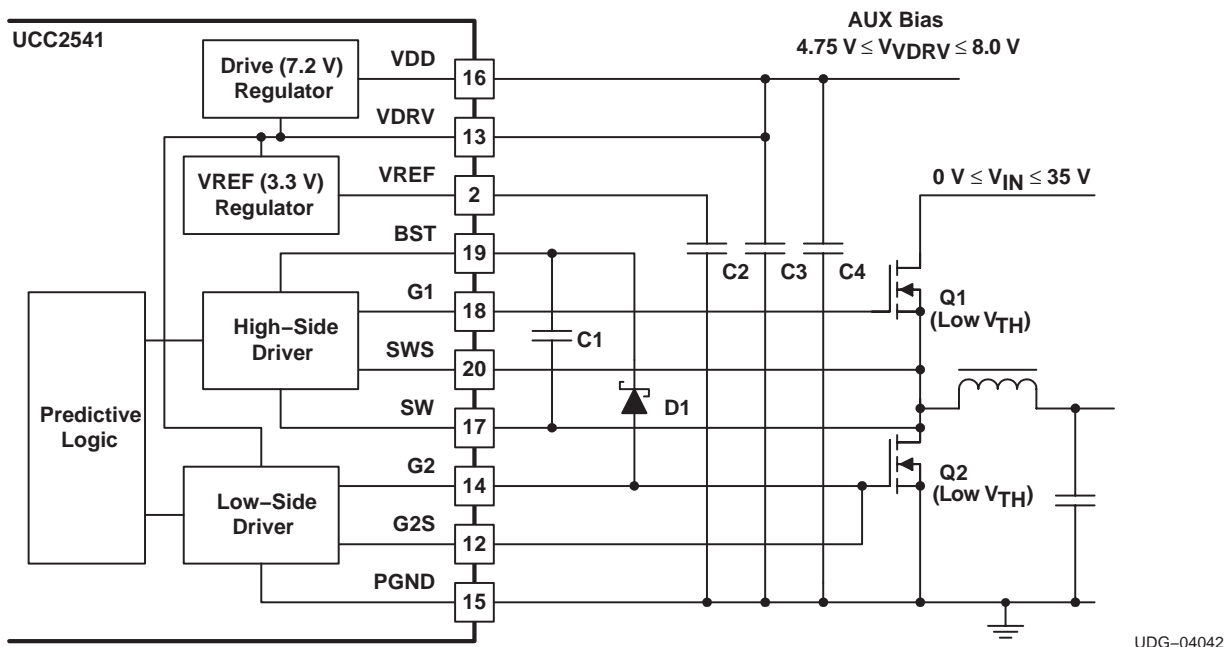 UCC2541
AUX Bias
4.75 V ≤ VVDRV ≤ 8.0 V
Drive (7.2 V)
Regulator
VDD
16
VDRV
13
VREF (3.3 V)
Regulator
VREF
2
0 V ≤ VIN ≤ 35 V
BST
19
C2
C3
C4
G1
18
Q1
(Low VTH)
High–Side
Driver
C1
SWS
20
Predictive
Logic
SW
17
D1
G2
14
Q2
(Low VTH)
Low–Side
Driver
G2S
12
PGND
15
UDG–04042